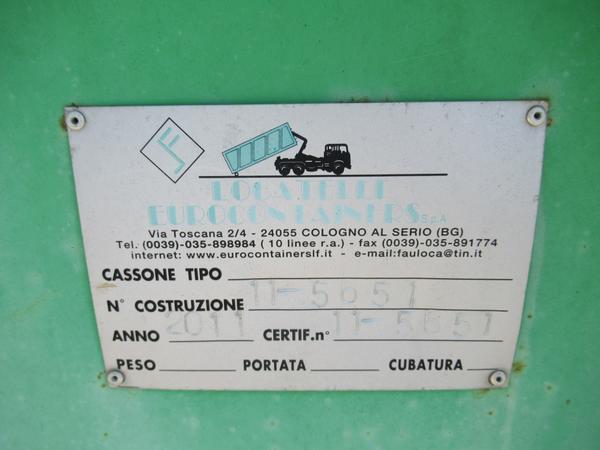 LF
LOCATELLI
EUROCONTAINERS S.p.A
Via Toscana 2/4 - 24055 COLOGNO AL SERIO (BG)
Tel. (0039)-035-898984 ( 10 linee r.a.) - fax (0039)-035-891774
internet: www.eurocontainerslf.it - e-mail:fauloca@tin.it
CASSONE TIPO
N° COSTRUZIONE 11-5651
ANNO 2011 CERTIF.n° 11-5651
PESO PORTATA CUBATURA